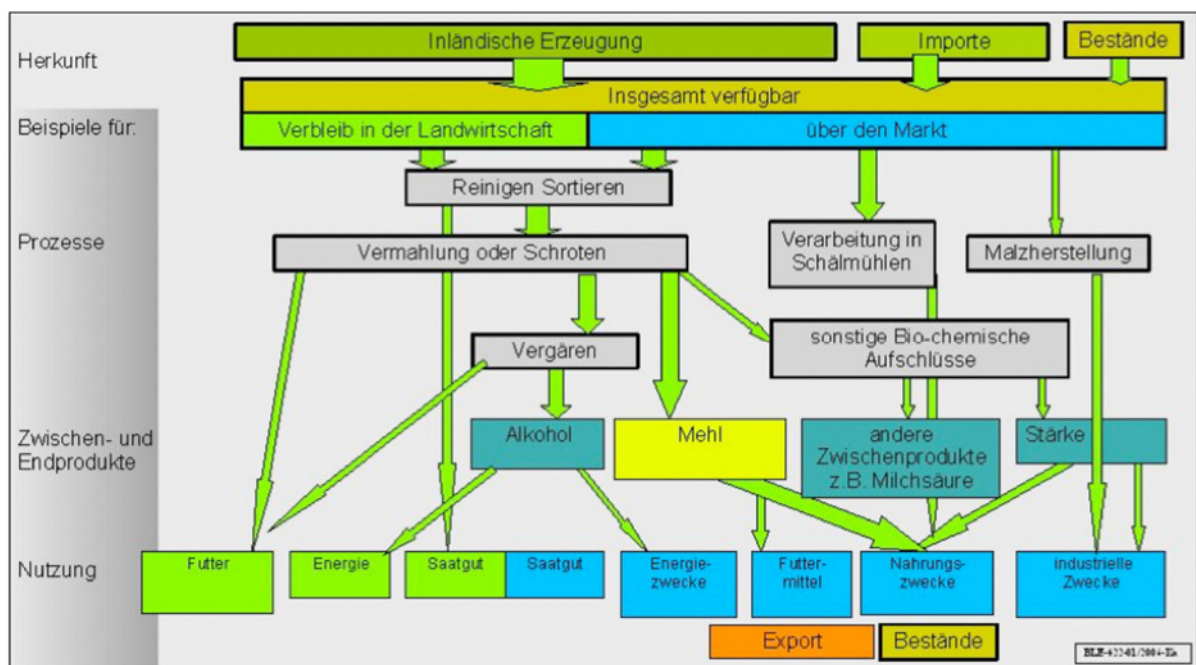 Herkunft
Inländische Erzeugung
Importe
Bestände
Insgesamt verfügbar
Beispiele für:
Verbleib in der Landwirtschaft
über den Markt
Reinigen Sortieren
Prozesse
Vermahlung oder Schroten
Verarbeitung in
Schälmühlen
Malzherstellung
Vergären
sonstige Bio-chemische
Aufschlüsse
Zwischen- und
Endprodukte
Alkohol
Mehl
andere
Zwischenprodukte
z.B. Milchsäure
Stärke
Nutzung
Futter
Energie
Saatgut
Saatgut
Energie-
zwecke
Futter-
mittel
Nahrungs-
zwecke
industrielle
Zwecke
Export
Bestände